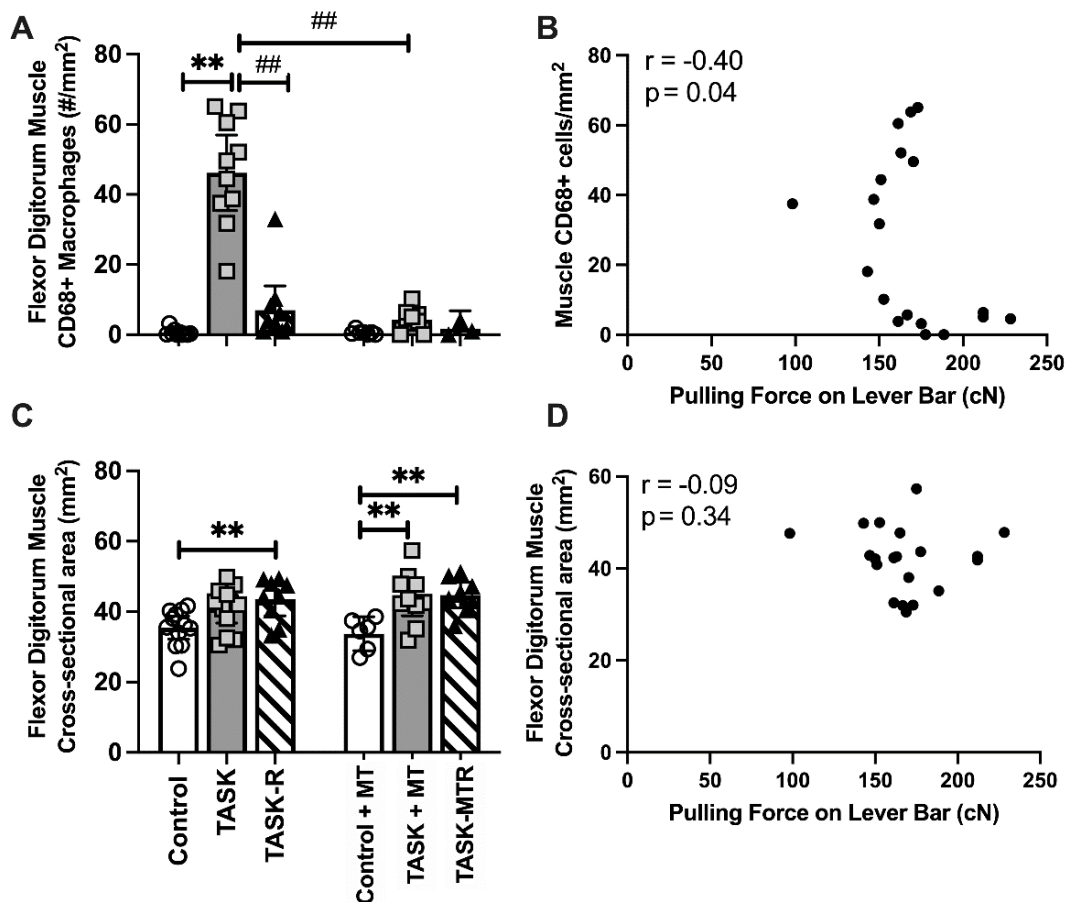 A
Flexor Digitorum Muscle
CD68+ Macrophages (#/mm²)
80
60
40
20
0
**
##
##
B
Muscle CD68+ cells/mm²
80
60
40
20
0
r = -0.40
p = 0.04
0 50 100 150 200 250
Pulling Force on Lever Bar (cN)
C
Flexor Digitorum Muscle
Cross-sectional area (mm²)
80
60
40
20
0
**
**
**
Control
TASK
TASK-R
Control + MT
TASK + MT
TASK-MTR
D
Flexor Digitorum Muscle
Cross-sectional area (mm²)
60
40
20
0
r = -0.09
p = 0.34
0 50 100 150 200 250
Pulling Force on Lever Bar (cN)